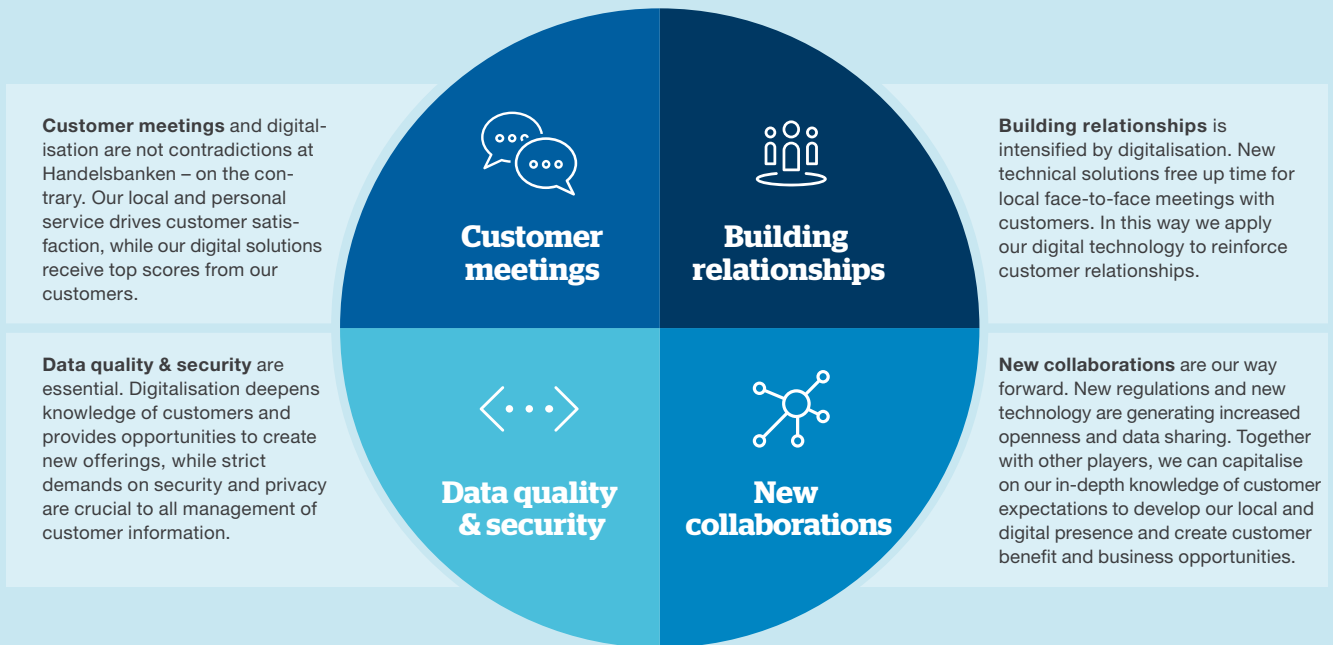 Customer meetings and digital-
isation are not contradictions at
Handelsbanken – on the con-
trary. Our local and personal
service drives customer satis-
faction, while our digital solutions
receive top scores from our
customers.
Customer
meetings
Building
relationships
Building relationships is
intensified by digitalisation. New
technical solutions free up time for
local face-to-face meetings with
customers. In this way we apply
our digital technology to reinforce
customer relationships.
Data quality & security are
essential. Digitalisation deepens
knowledge of customers and
provides opportunities to create
new offerings, while strict
demands on security and privacy
are crucial to all management of
customer information.
Data quality
& security
New
collaborations
New collaborations are our way
forward. New regulations and new
technology are generating increased
openness and data sharing. Together
with other players, we can capitalise
on our in-depth knowledge of customer
expectations to develop our local and
digital presence and create customer
benefit and business opportunities.